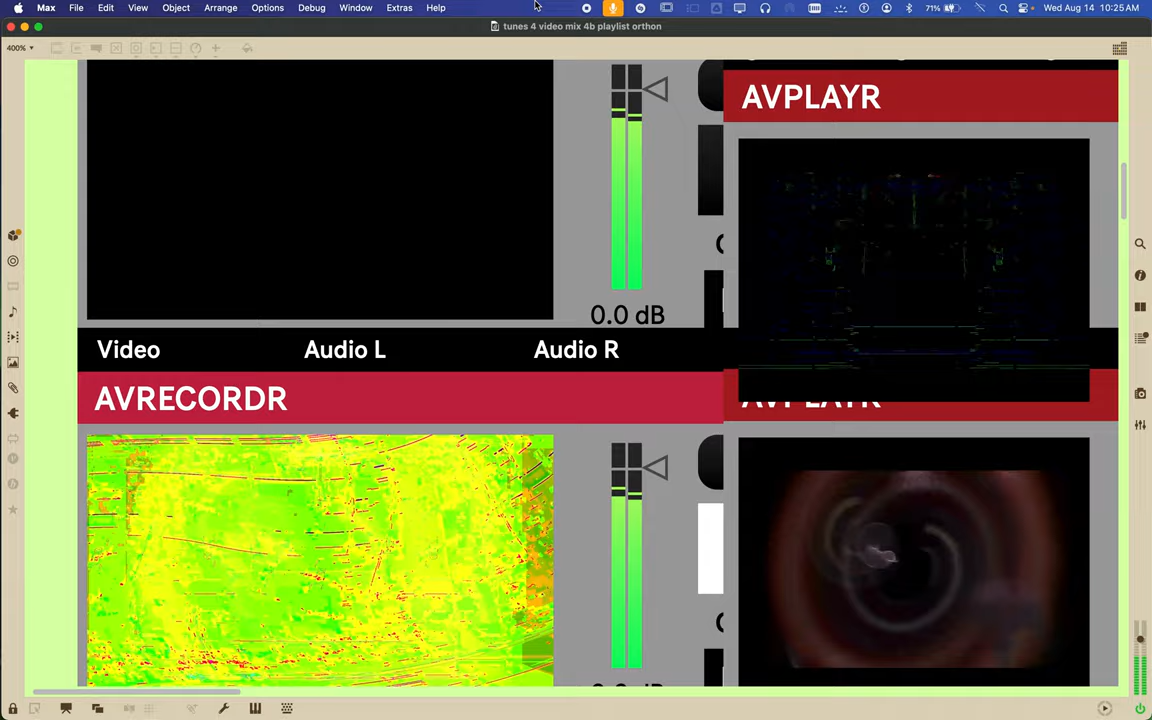 Max File Edit View Object Arrange Options Debug Window Extras Help 71% Wed Aug 14 10:25 AM
tunes 4 video mix 4b playlist orthon
400%
AVPLAYR
0.0 dB
Video Audio L Audio R
AVRECORDR
AVPLAYR